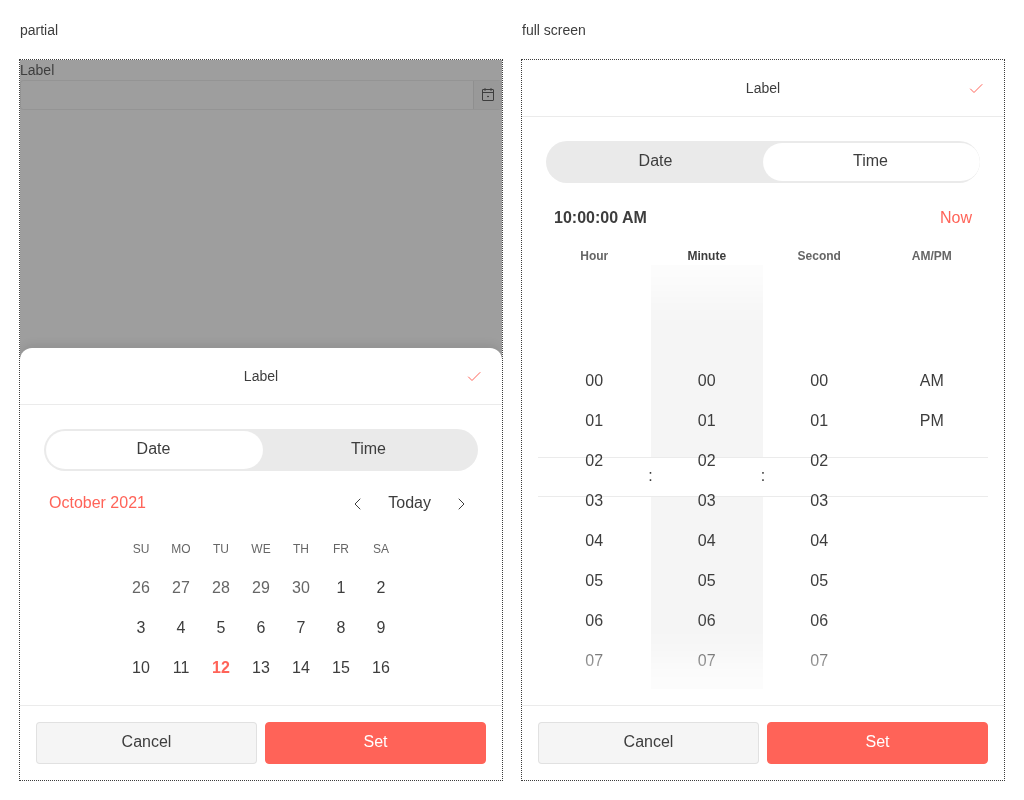 partial
Label
Label
Date Time
October 2021 Today
SU MO TU WE TH FR SA
26 27 28 29 30 1 2
3 4 5 6 7 8 9
10 11 12 13 14 15 16
Cancel Set
full screen
Label
Date Time
10:00:00 AM Now
Hour Minute Second AM/PM
00 00 00 AM
01 01 01 PM
02 02 02
: :
03 03 03
04 04 04
05 05 05
06 06 06
07 07 07
Cancel Set